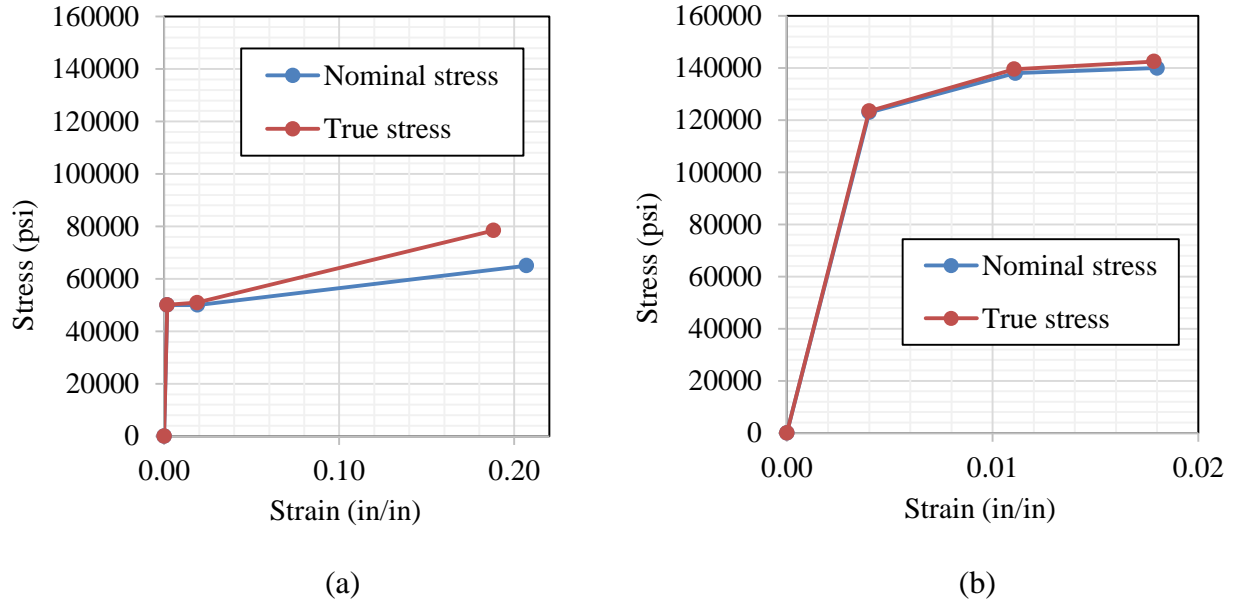 160000
140000
120000
100000
80000
60000
40000
20000
0
Stress (psi)
Nominal stress
True stress
0.00 0.10 0.20
Strain (in/in)
(a)
160000
140000
120000
100000
80000
60000
40000
20000
0
Stress (psi)
Nominal stress
True stress
0.00 0.01 0.02
Strain (in/in)
(b)